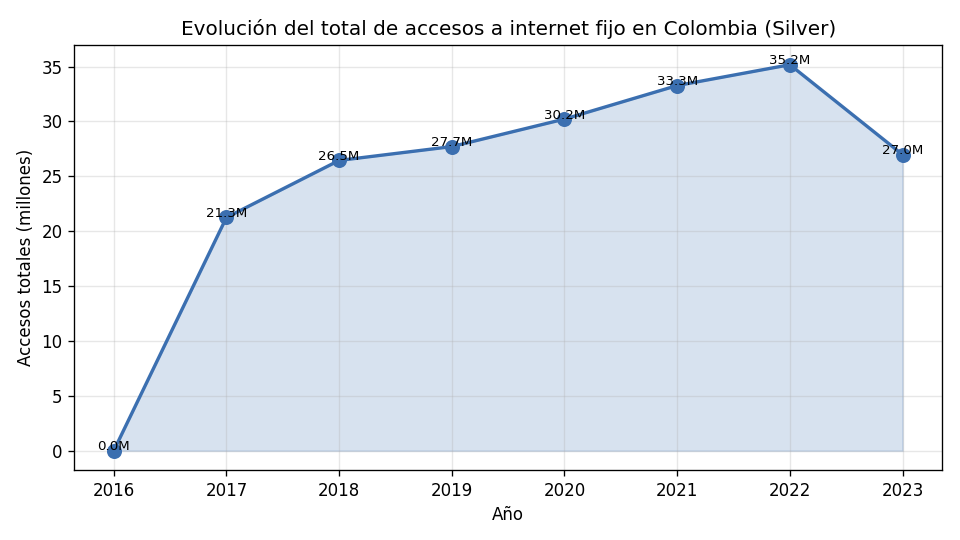 Evolución del total de accesos a internet fijo en Colombia (Silver)
Accesos totales (millones)
35
30
25
20
15
10
5
0
0.0M
21.3M
26.5M
27.7M
30.2M
33.3M
35.2M
27.0M
2016 2017 2018 2019 2020 2021 2022 2023
Año